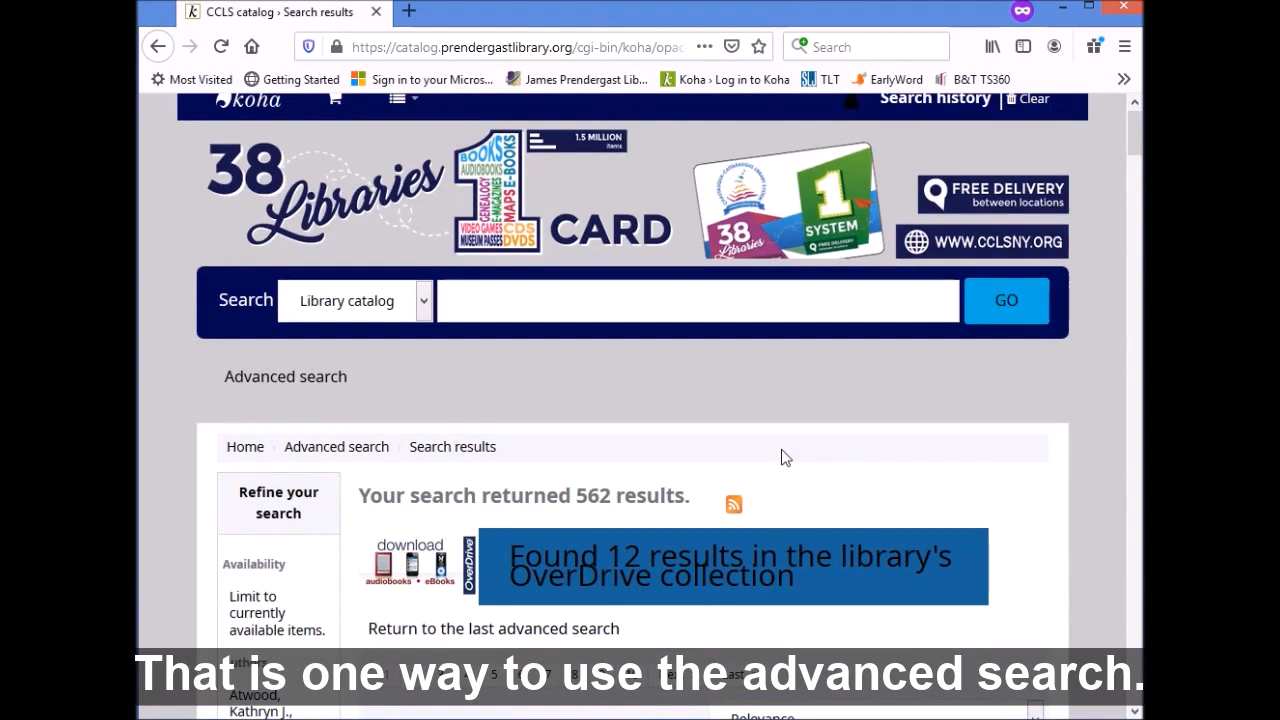 CCLS catalog › Search results
https://catalog.prendergastlibrary.org/cgi-bin/koha/opac
Search
Most Visited
Getting Started
Sign in to your Micros...
James Prendergast Lib...
Koha › Log in to Koha
TLT
EarlyWord
B&T TS360
koha
Search history
Clear
38 Libraries
1
BOOKS
AUDIOBOOKS
GENEALOGY
E-MAGAZINES
MAPS
E-BOOKS
VIDEO GAMES
CDS
MUSEUM PASSES
DVDS
1.5 MILLION
items
CARD
38
Libraries
1
SYSTEM
FREE DELIVERY
FREE DELIVERY
between locations
WWW.CCLSNY.ORG
Search
Library catalog
GO
Advanced search
Home
Advanced search
Search results
Refine your
search
Your search returned 562 results.
Availability
Limit to
currently
available items.
download
audiobooks • eBooks
OverDrive
Found 12 results in the library's
OverDrive collection
Return to the last advanced search
Atwood,
Kathryn J.,
Relevance
That is one way to use the advanced search.